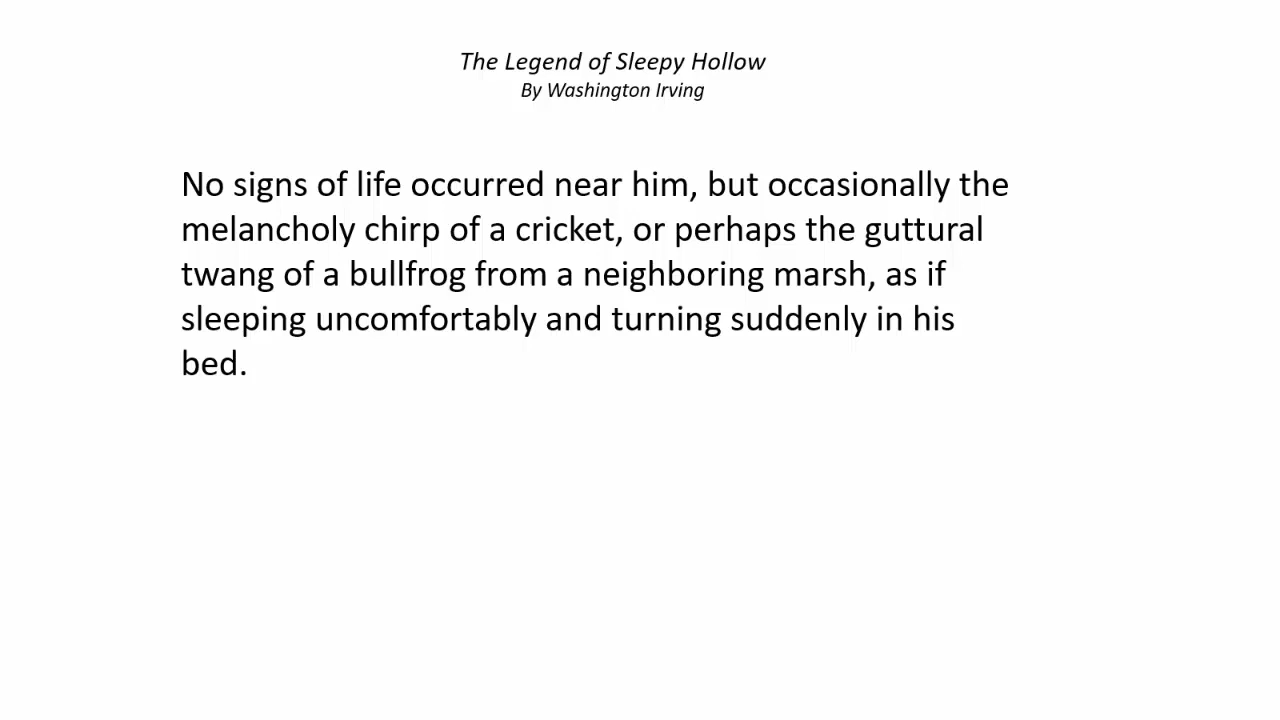 The Legend of Sleepy Hollow
By Washington Irving
No signs of life occurred near him, but occasionally the
melancholy chirp of a cricket, or perhaps the guttural
twang of a bullfrog from a neighboring marsh, as if
sleeping uncomfortably and turning suddenly in his
bed.